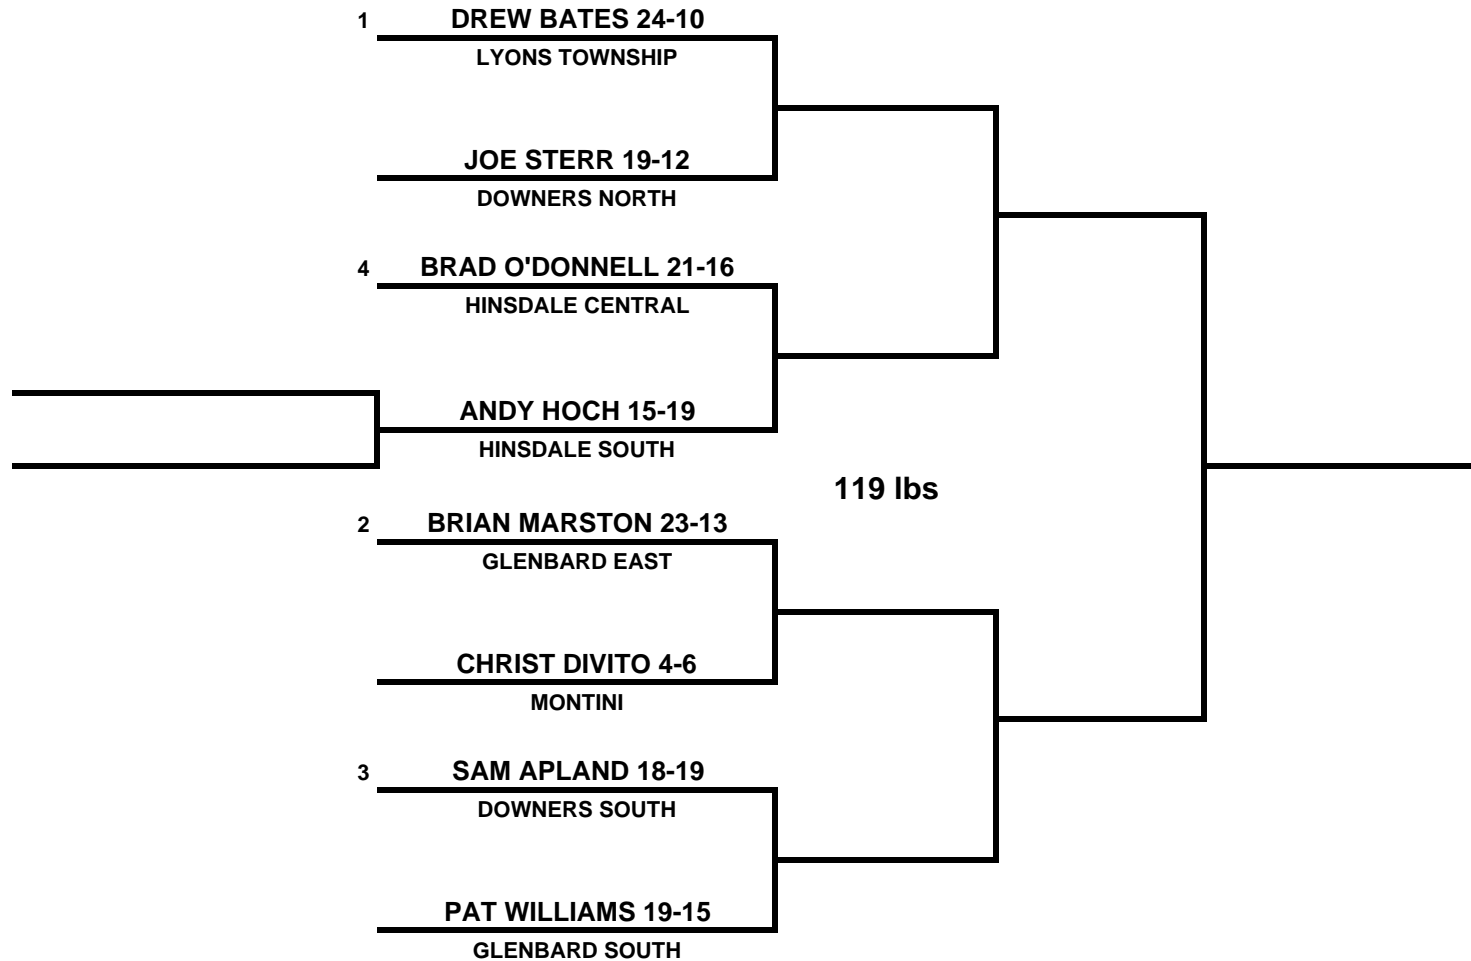 1
DREW BATES 24-10
LYONS TOWNSHIP
JOE STERR 19-12
DOWNERS NORTH
4
BRAD O'DONNELL 21-16
HINSDALE CENTRAL
ANDY HOCH 15-19
HINSDALE SOUTH
119 lbs
2
BRIAN MARSTON 23-13
GLENBARD EAST
CHRIST DIVITO 4-6
MONTINI
3
SAM APLAND 18-19
DOWNERS SOUTH
PAT WILLIAMS 19-15
GLENBARD SOUTH